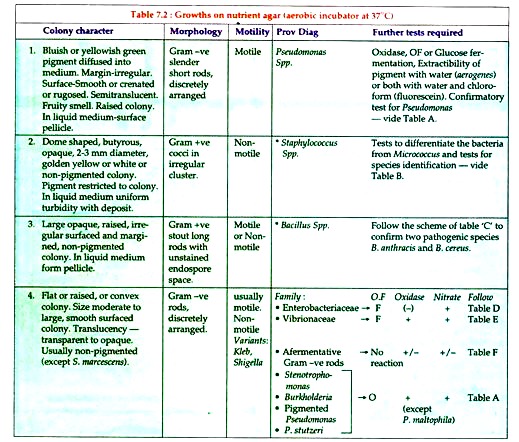 Table 7.2 : Growths on nutrient agar (aerobic incubator at 37°C)
Colony character Morphology Motility Prov Diag Further tests required
1. Bluish or yellowish green
pigment diffused into
medium. Margin-irregular.
Surface-Smooth or crenated
or rugosed. Semitranslucent.
Fruity smell. Raised colony.
In liquid medium-surface
pellicle.
Gram –ve
slender
short rods,
discretely
arranged
Motile
Pseudomonas
Spp.
Oxidase, OF or Glucose fer-
mentation, Extractibility of
pigment with water (aerogenes)
or both with water and chloro-
form (fluorescein). Confirmatory
test for Pseudomonas
— vide Table A.
2. Dome shaped, butyrous,
opaque, 2-3 mm diameter,
golden yellow or white or
non-pigmented colony.
Pigment restricted to colony.
In liquid medium uniform
turbidity with deposit.
Gram +ve
cocci in
irregular
cluster.
Non-
motile
* Staphylococcus
Spp.
Tests to differentiate the bacteria
from Micrococcus and tests for
species identification — vide
Table B.
3. Large opaque, raised, irre-
gular surfaced and margi-
ned, non-pigmented
colony. In liquid medium
form pellicle.
Gram +ve
stout long
rods with
unstained
endospore
space.
Motile
or Non-
motile
* Bacillus Spp.
Follow the scheme of table 'C' to
confirm two pathogenic species
B. anthracis and B. cereus.
4. Flat or raised, or convex
colony. Size moderate to
large, smooth surfaced
colony. Translucency —
transparent to opaque.
Usually non-pigmented
(except S. marcescens).
Gram –ve
rods,
discretely
arranged.
usually
motile.
Non-
motile
Variants:
Kleb,
Shigella
Family : O.F Oxidase Nitrate Follow
• Enterobacteriaceae → F (–) + Table D
• Vibrionaceae → F + + Table E
• Afermentative → No +/– +/– Table F
Gram –ve rods reaction
• Stenotropho-
monas
• Burkholderia → O + + Table A
• Pigmented (except
Pseudomonas P. maltophila)
• P. stutzeri